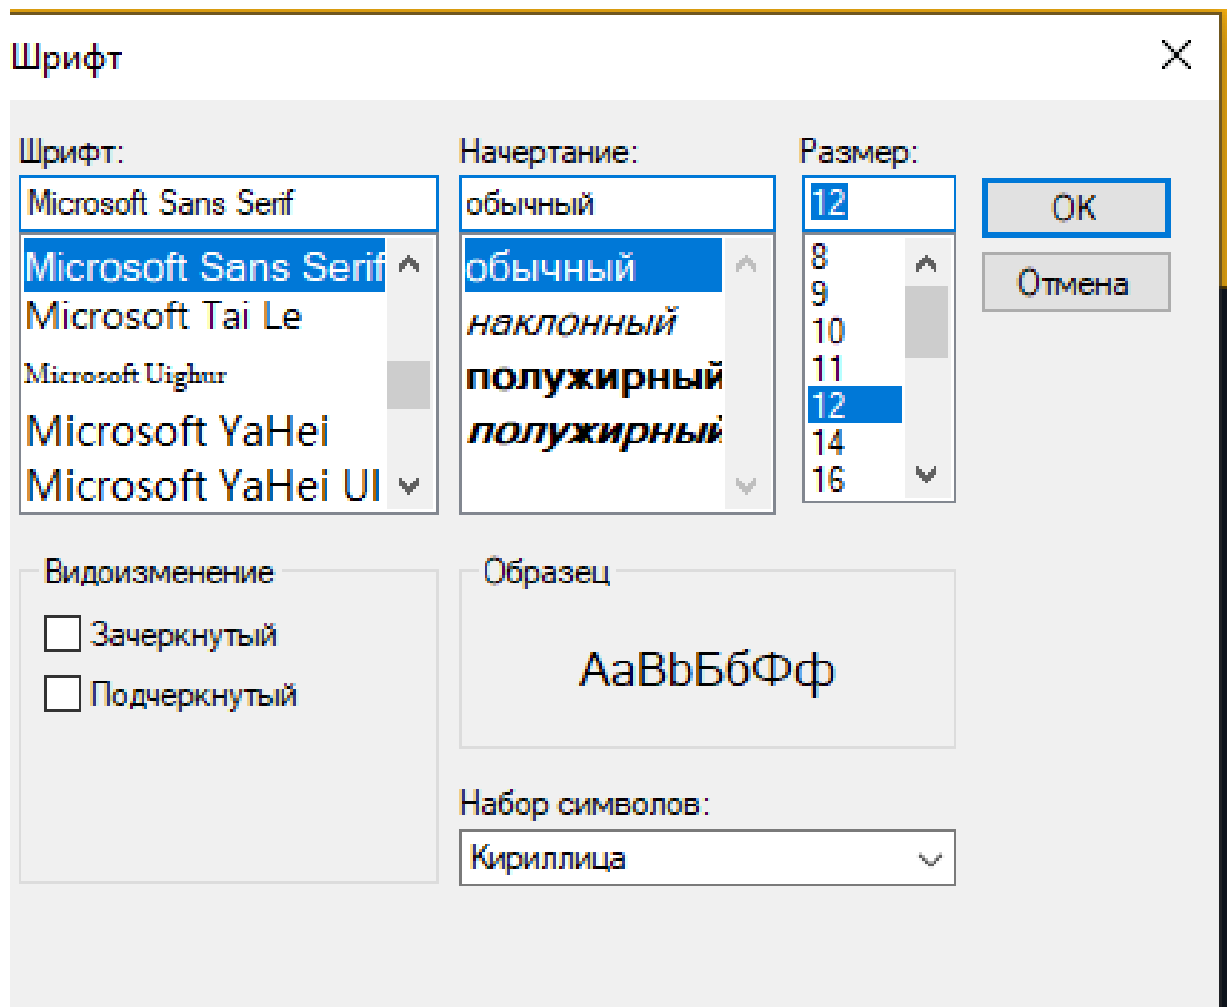 Шрифт
Шрифт:
Начертание:
Размер:
Microsoft Sans Serif
обычный
12
OK
Отмена
Microsoft Sans Serif
Microsoft Tai Le
Microsoft Uighur
Microsoft YaHei
Microsoft YaHei UI
обычный
наклонный
полужирный
полужирный
8
9
10
11
12
14
16
Видоизменение
Зачеркнутый
Подчеркнутый
Образец
АаВbБбФф
Набор символов:
Кириллица